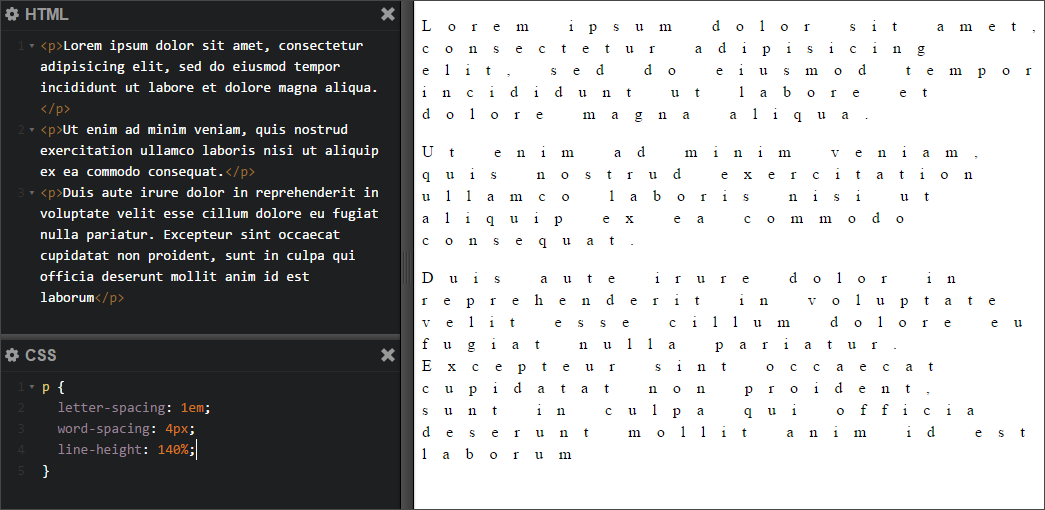 HTML
1 <p>Lorem ipsum dolor sit amet, consectetur
adipisicing elit, sed do eiusmod tempor
incididunt ut labore et dolore magna aliqua.
</p>
2 <p>Ut enim ad minim veniam, quis nostrud
exercitation ullamco laboris nisi ut aliquip
ex ea commodo consequat.</p>
3 <p>Duis aute irure dolor in reprehenderit in
voluptate velit esse cillum dolore eu fugiat
nulla pariatur. Excepteur sint occaecat
cupidatat non proident, sunt in culpa qui
officia deserunt mollit anim id est
laborum</p>
CSS
1 p {
2 letter-spacing: 1em;
3 word-spacing: 4px;
4 line-height: 140%;
5 }
Lorem ipsum dolor sit amet,
consectetur adipisicing
elit, sed do eiusmod tempor
incididunt ut labore et
dolore magna aliqua.
Ut enim ad minim veniam,
quis nostrud exercitation
ullamco laboris nisi ut
aliquip ex ea commodo
consequat.
Duis aute irure dolor in
reprehenderit in voluptate
velit esse cillum dolore eu
fugiat nulla pariatur.
Excepteur sint occaecat
cupidatat non proident,
sunt in culpa qui officia
deserunt mollit anim id est
laborum